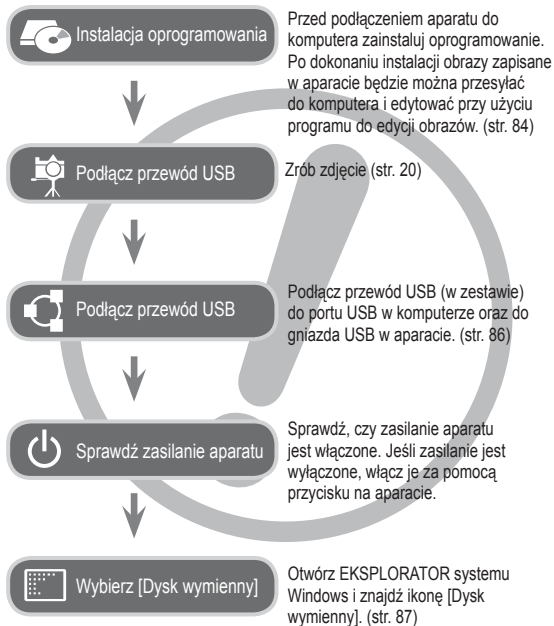 Instalacja oprogramowania
Przed podłączeniem aparatu do
komputera zainstaluj oprogramowanie.
Po dokonaniu instalacji obrazy zapisane
w aparacie będzie można przesyłać
do komputera i edytować przy użyciu
programu do edycji obrazów. (str. 84)
Podłącz przewód USB
Zrób zdjęcie (str. 20)
Podłącz przewód USB
Podłącz przewód USB (w zestawie)
do portu USB w komputerze oraz do
gniazda USB w aparacie. (str. 86)
Sprawdź zasilanie aparatu
Sprawdź, czy zasilanie aparatu
jest włączone. Jeśli zasilanie jest
wyłączone, włącz je za pomocą
przycisku na aparacie.
Wybierz [Dysk wymienny]
Otwórz EKSPLORATOR systemu
Windows i znajdź ikonę [Dysk
wymienny]. (str. 87)